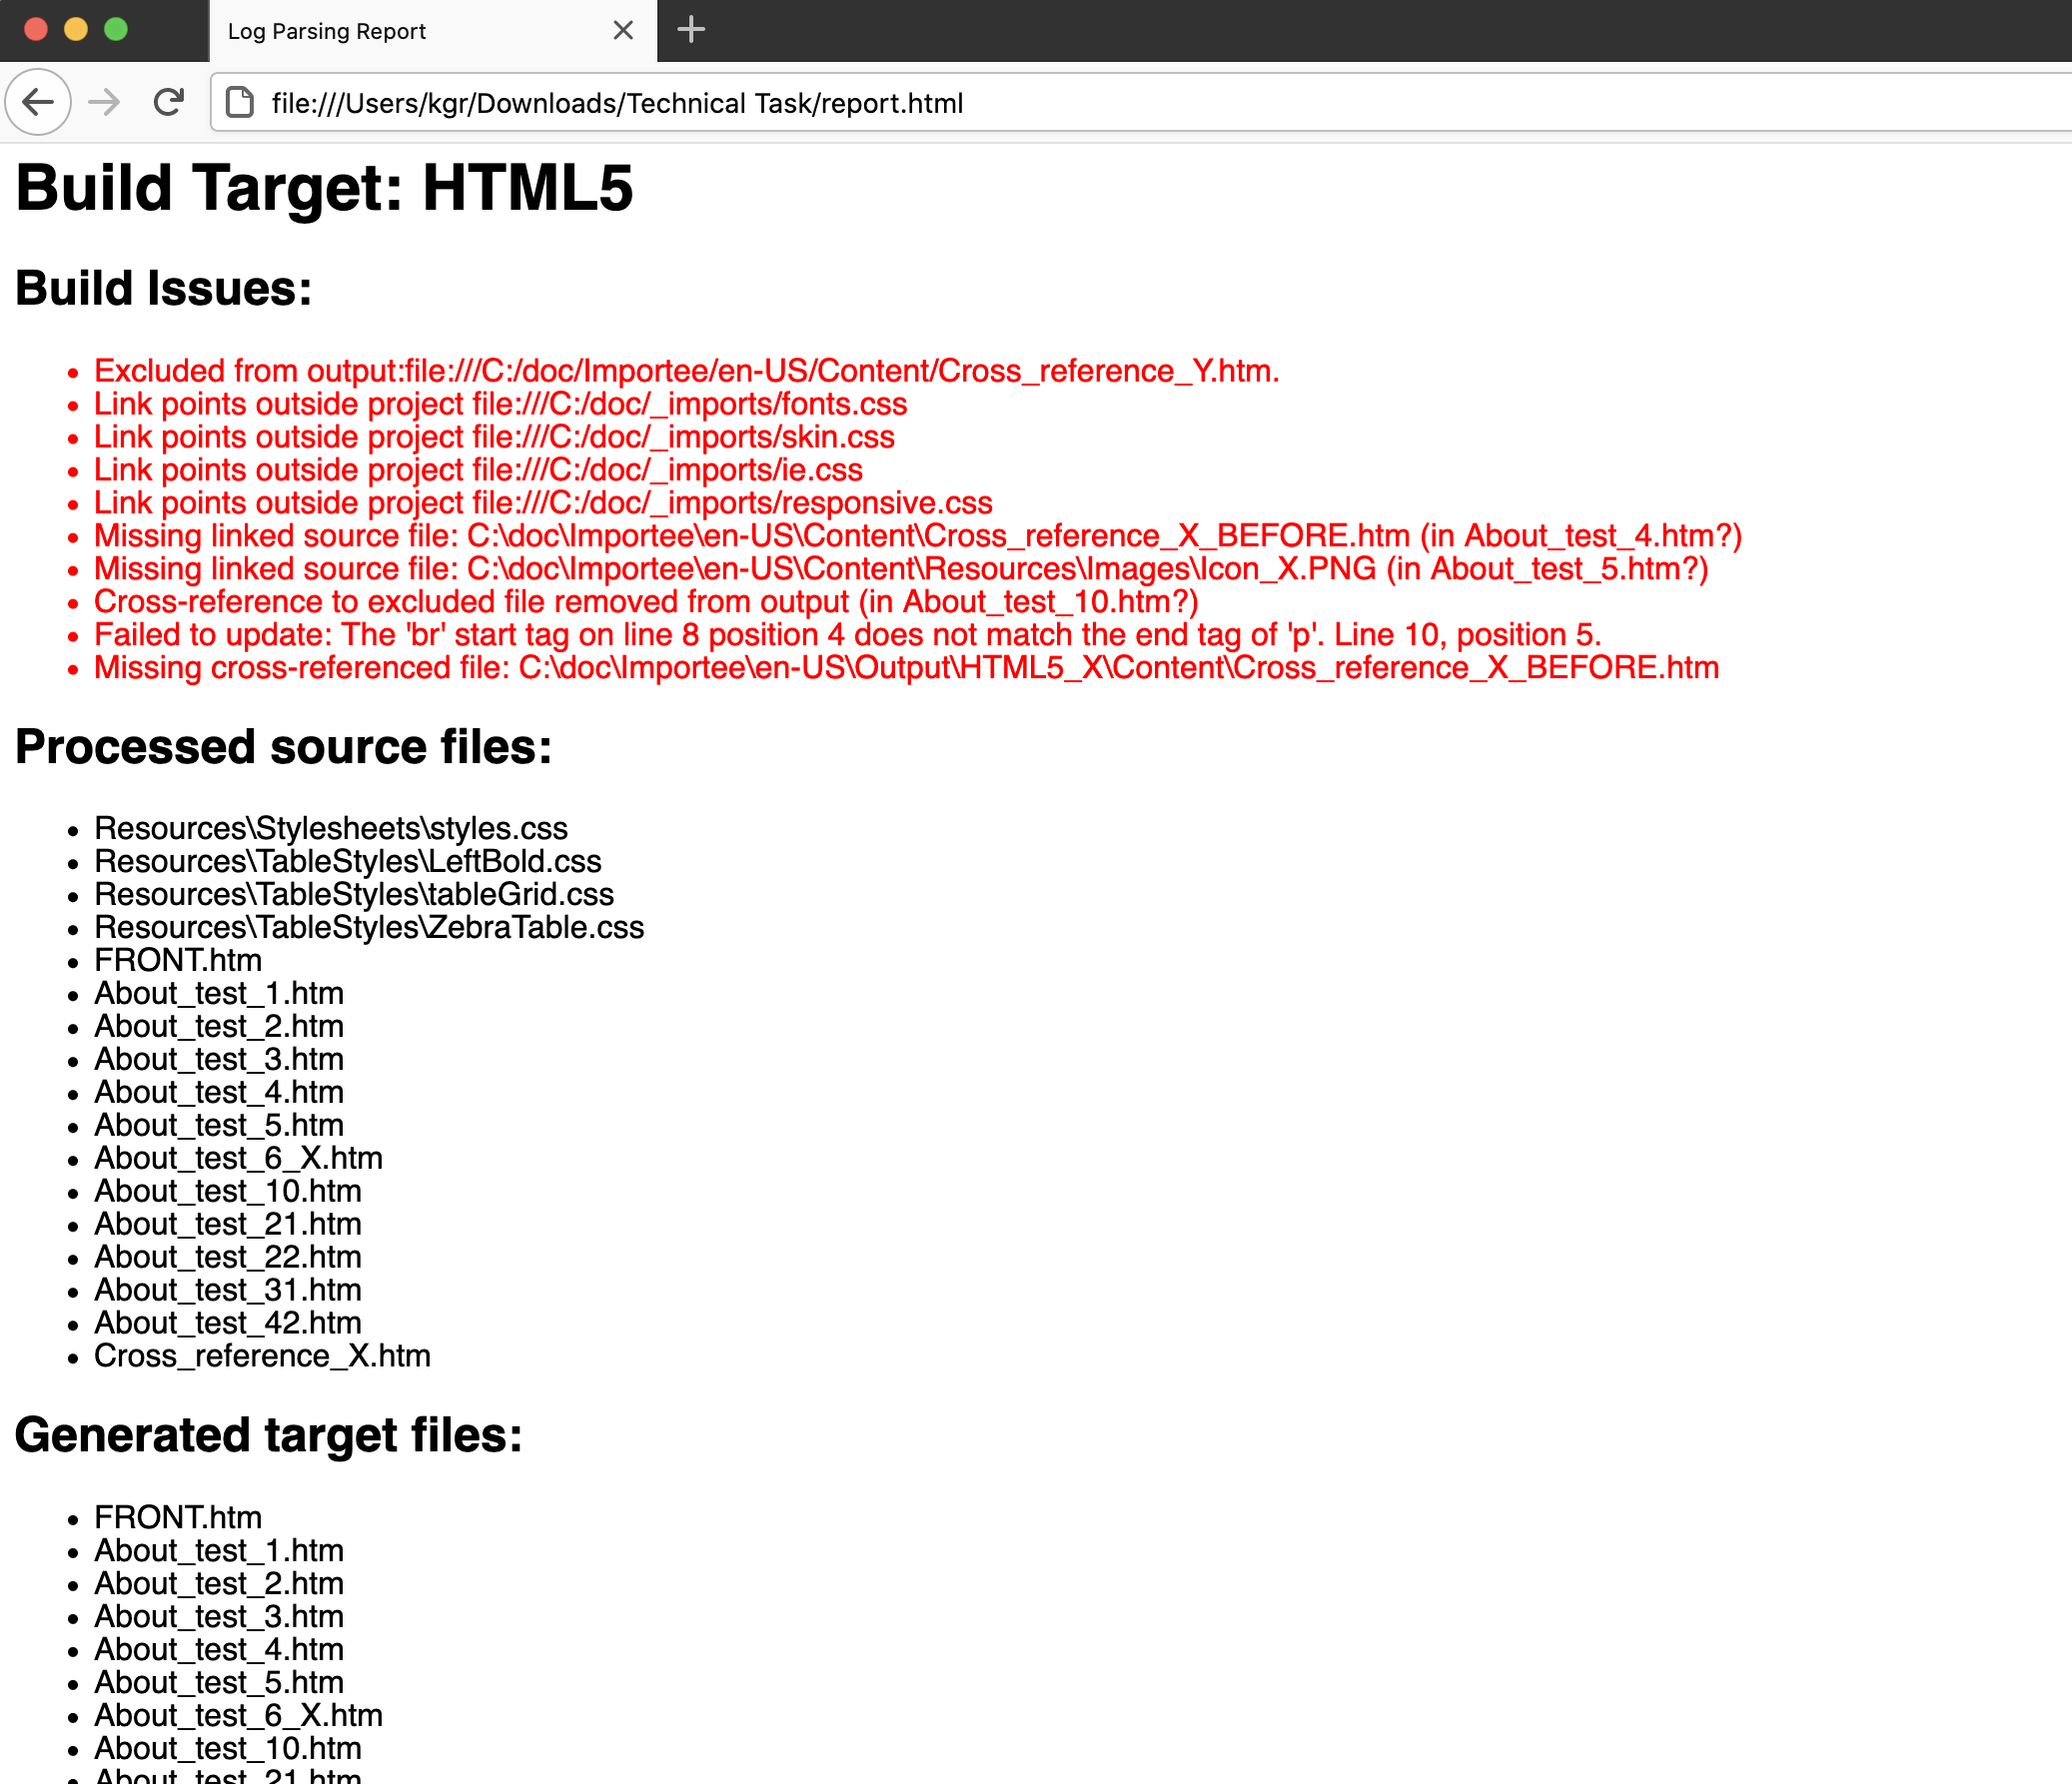 Log Parsing Report
file:///Users/kgr/Downloads/Technical Task/report.html
Build Target: HTML5
Build Issues:
Excluded from output:file:///C:/doc/Importee/en-US/Content/Cross_reference_Y.htm.
Link points outside project file:///C:/doc/_imports/fonts.css
Link points outside project file:///C:/doc/_imports/skin.css
Link points outside project file:///C:/doc/_imports/ie.css
Link points outside project file:///C:/doc/_imports/responsive.css
Missing linked source file: C:\doc\Importee\en-US\Content\Cross_reference_X_BEFORE.htm (in About_test_4.htm?)
Missing linked source file: C:\doc\Importee\en-US\Content\Resources\Images\Icon_X.PNG (in About_test_5.htm?)
Cross-reference to excluded file removed from output (in About_test_10.htm?)
Failed to update: The 'br' start tag on line 8 position 4 does not match the end tag of 'p'. Line 10, position 5.
Missing cross-referenced file: C:\doc\Importee\en-US\Output\HTML5_X\Content\Cross_reference_X_BEFORE.htm
Processed source files:
Resources\Stylesheets\styles.css
Resources\TableStyles\LeftBold.css
Resources\TableStyles\tableGrid.css
Resources\TableStyles\ZebraTable.css
FRONT.htm
About_test_1.htm
About_test_2.htm
About_test_3.htm
About_test_4.htm
About_test_5.htm
About_test_6_X.htm
About_test_10.htm
About_test_21.htm
About_test_22.htm
About_test_31.htm
About_test_42.htm
Cross_reference_X.htm
Generated target files:
FRONT.htm
About_test_1.htm
About_test_2.htm
About_test_3.htm
About_test_4.htm
About_test_5.htm
About_test_6_X.htm
About_test_10.htm
About_test_21.htm